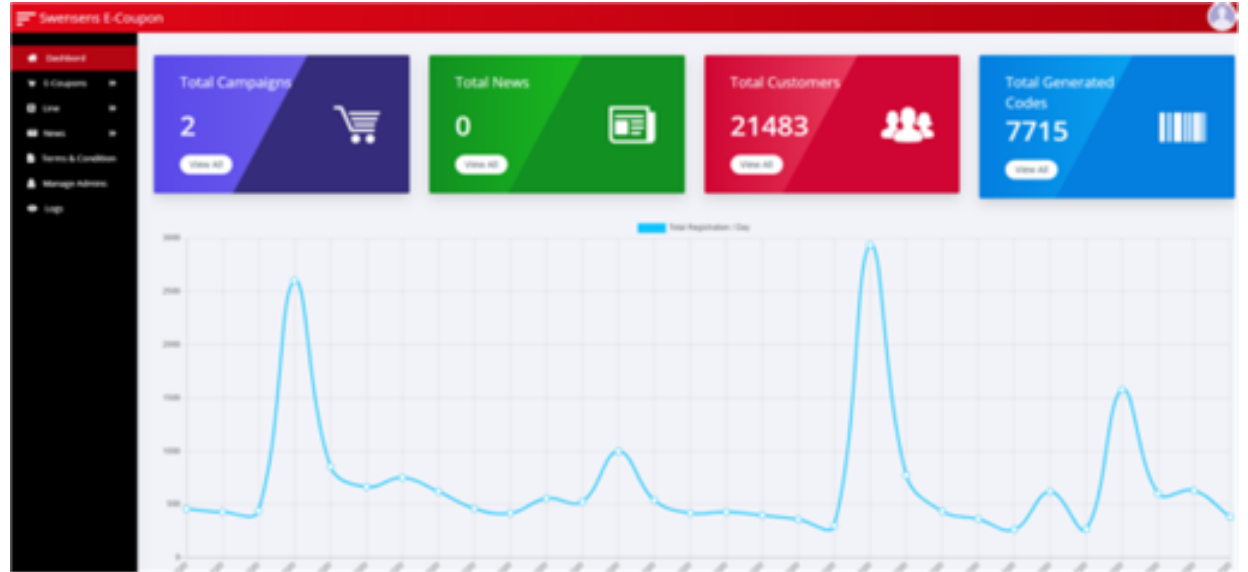 Swensens E-Coupon
Dashbord
E-Coupons
Line
News
Terms & Condition
Manage Admins
Logs
Total Campaigns
2
View All
Total News
0
View All
Total Customers
21483
View All
Total Generated
Codes
7715
View All
Total Registration / Day
3000
2500
2000
1500
1000
500
0